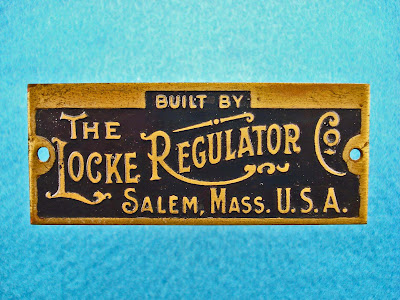 BUILT BY
THE
LOCKE REGULATOR CO
SALEM, MASS. U.S.A.